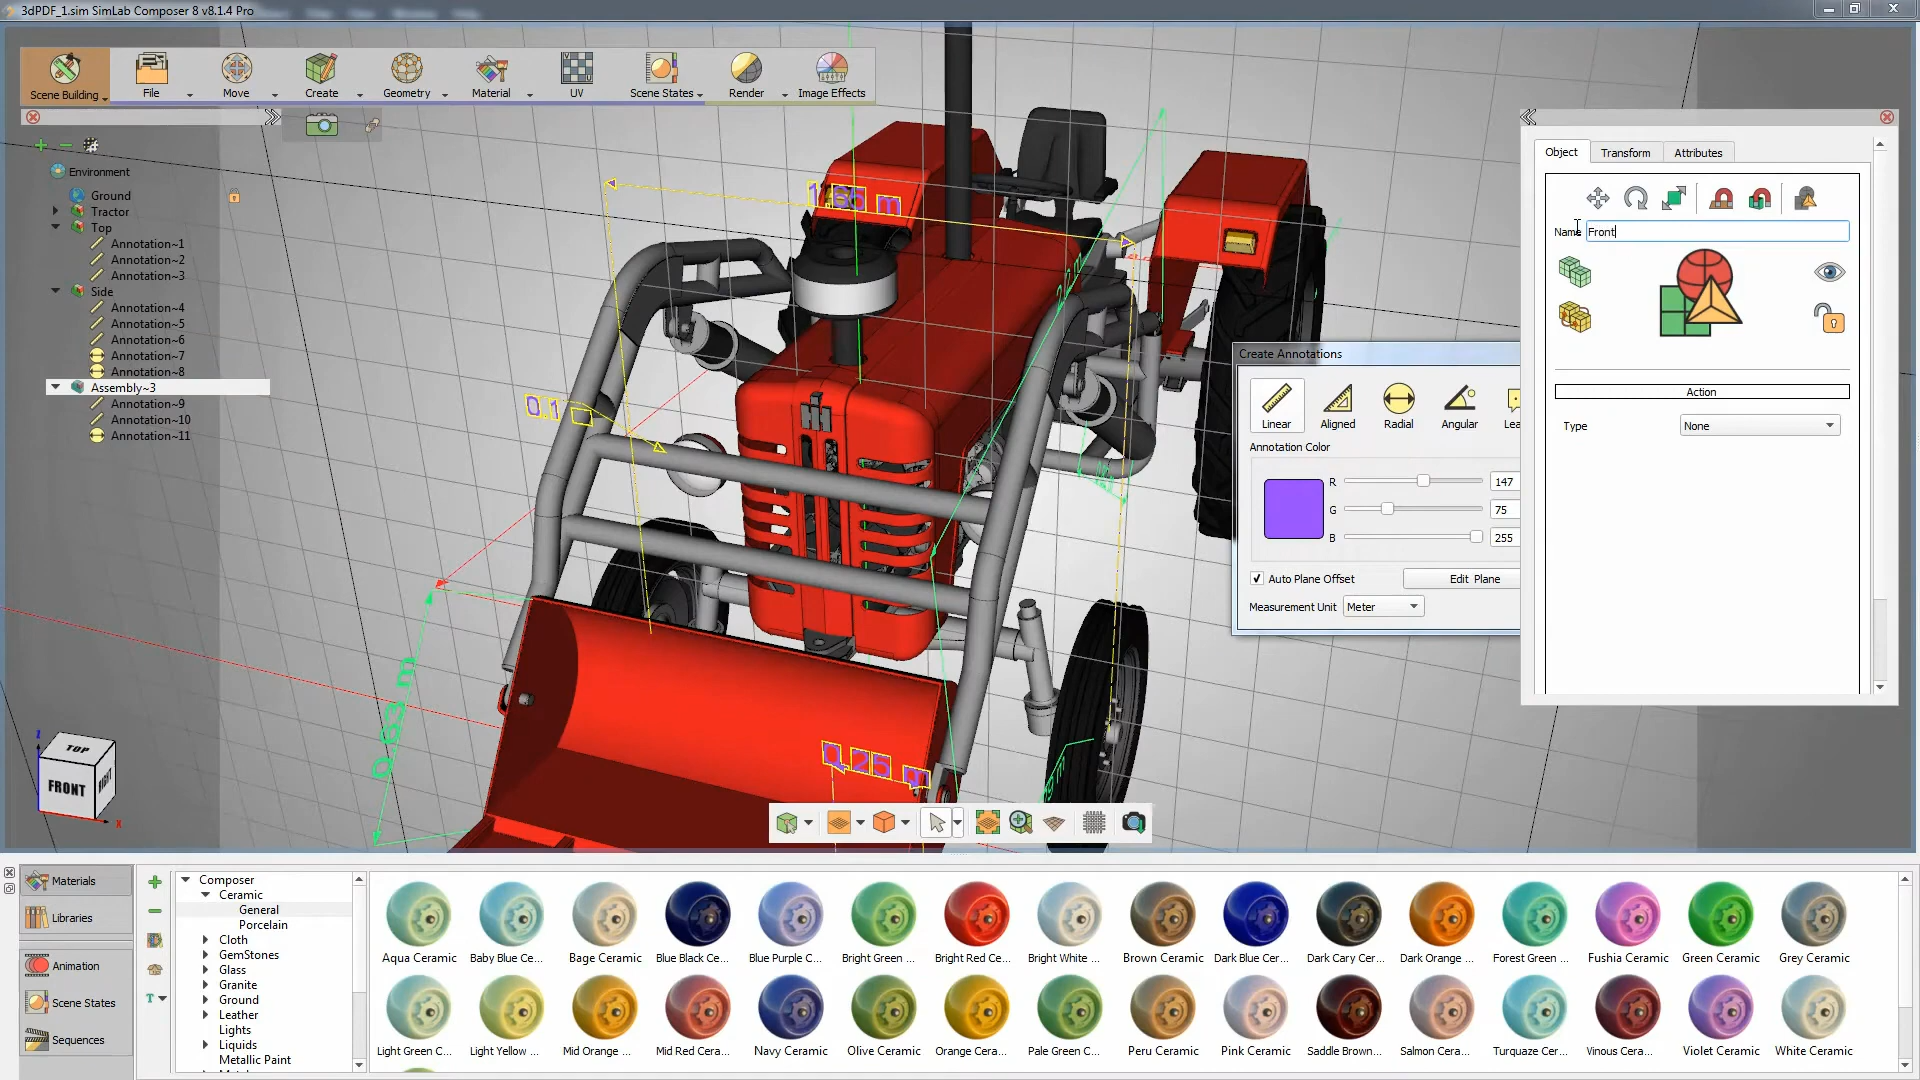 3dPDF_1.sim SimLab Composer 8 v8.1.4 Pro
Scene Building
File
Move
Create
Geometry
Material
UV
Scene States
Render
Image Effects
Environment
Ground
Tractor
Top
Annotation~1
Annotation~2
Annotation~3
Side
Annotation~4
Annotation~5
Annotation~6
Annotation~7
Annotation~8
Assembly~3
Annotation~9
Annotation~10
Annotation~11
0.1
0.63 m
TOP
FRONT
RIGHT
Z
X
Create Annotations
Linear
Aligned
Radial
Angular
Lea
Annotation Color
R
147
G
75
B
255
Auto Plane Offset
Edit Plane
Measurement Unit
Meter
Object
Transform
Attributes
Name
Front
Action
Type
None
Materials
Libraries
Animation
Scene States
Sequences
Composer
Ceramic
General
Porcelain
Cloth
GemStones
Glass
Granite
Ground
Leather
Lights
Liquids
Metallic Paint
Aqua Ceramic
Baby Blue Ce...
Bage Ceramic
Blue Black Ce...
Blue Purple C...
Bright Green ...
Bright Red Ce...
Bright White ...
Brown Ceramic
Dark Blue Cer...
Dark Cary Cer...
Dark Orange ...
Forest Green ...
Fushia Ceramic
Green Ceramic
Grey Ceramic
Light Green C...
Light Yellow ...
Mid Orange ...
Mid Red Cera...
Navy Ceramic
Olive Ceramic
Orange Cera...
Pale Green C...
Peru Ceramic
Pink Ceramic
Saddle Brown...
Salmon Cera...
Turquaze Cer...
Vinous Cera...
Violet Ceramic
White Ceramic